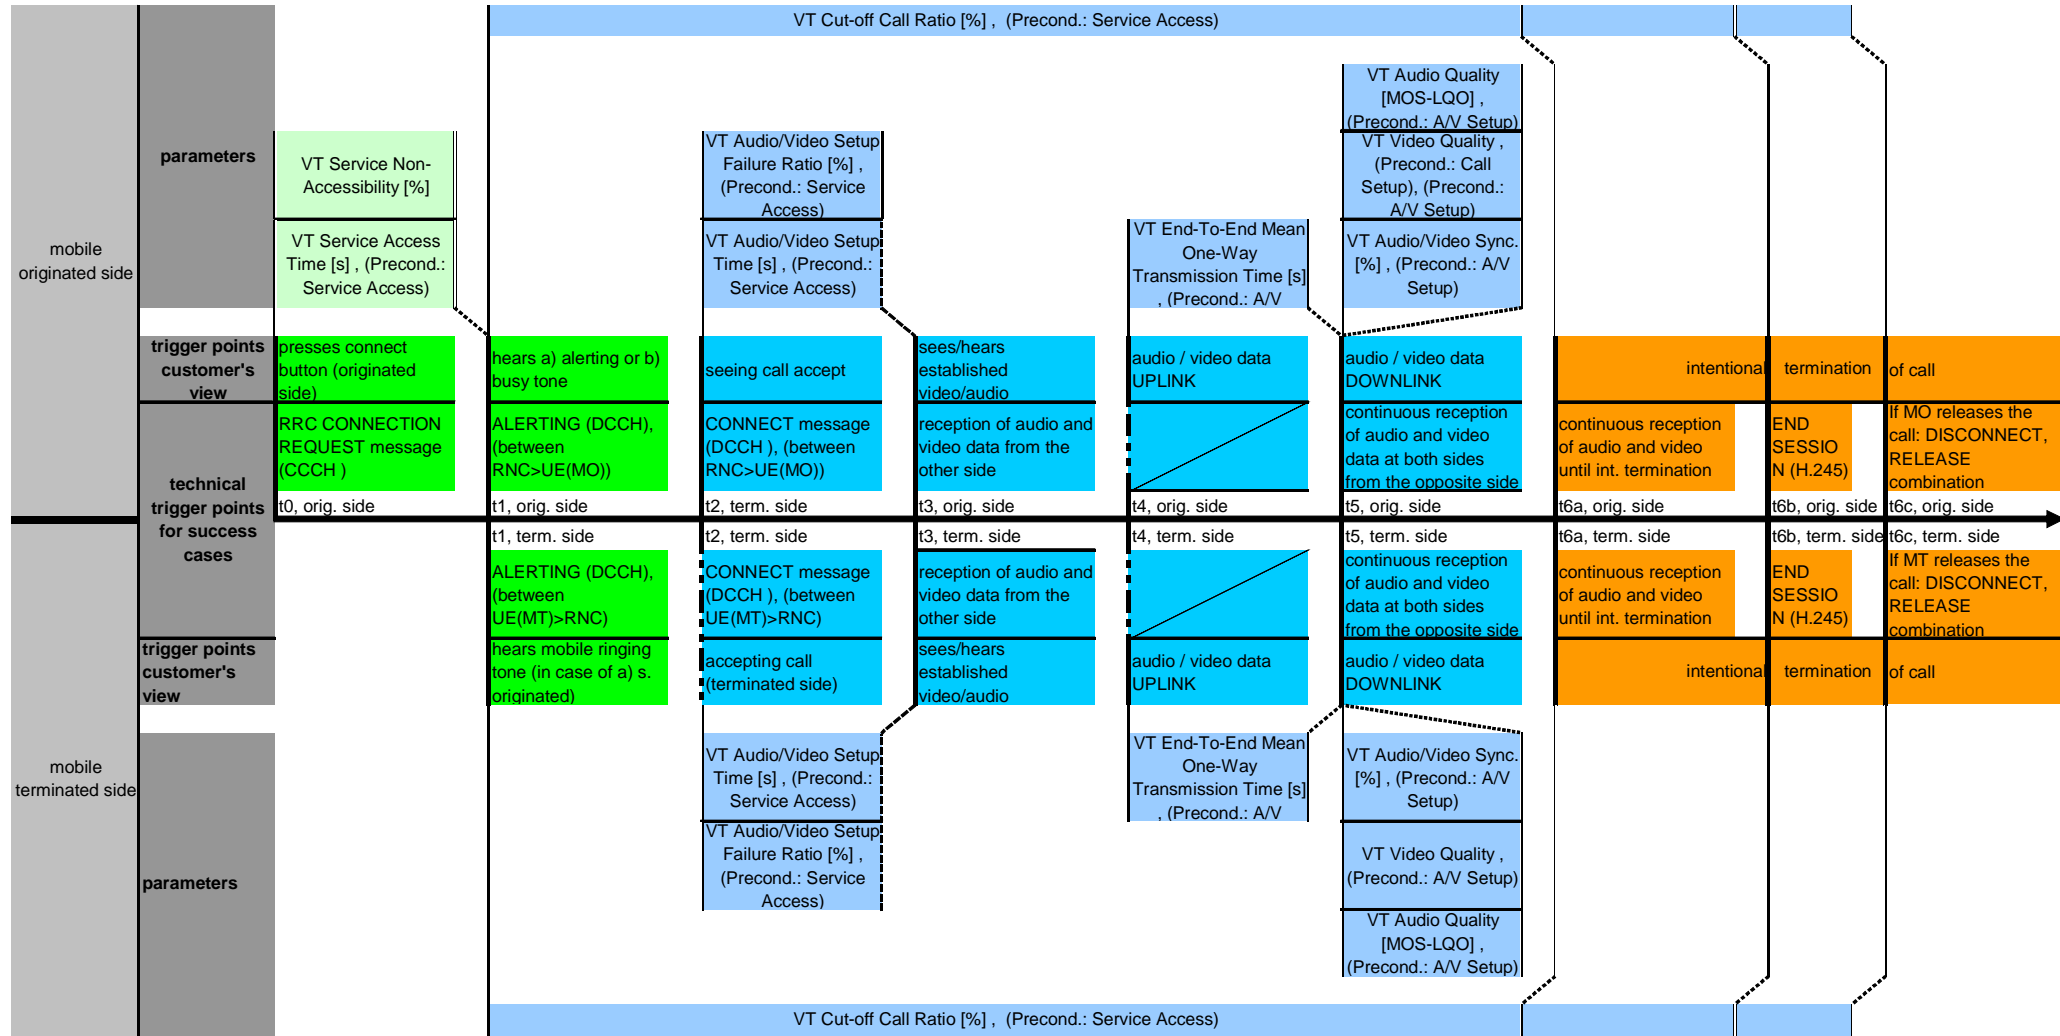 VT Cut-off Call Ratio [%] , (Precond.: Service Access)
mobile
originated side
parameters
VT Service Non-
Accessibility [%]
VT Service Access
Time [s] , (Precond.:
Service Access)
VT Audio/Video Setup
Failure Ratio [%] ,
(Precond.: Service
Access)
VT Audio/Video Setup
Time [s] , (Precond.:
Service Access)
VT End-To-End Mean
One-Way
Transmission Time [s]
, (Precond.: A/V
VT Audio Quality
[MOS-LQO] ,
(Precond.: A/V Setup)
VT Video Quality ,
(Precond.: Call
Setup), (Precond.:
A/V Setup)
VT Audio/Video Sync.
[%] , (Precond.: A/V
Setup)
trigger points
customer's
view
presses connect
button (originated
side)
hears a) alerting or b)
busy tone
seeing call accept
sees/hears
established
video/audio
audio / video data
UPLINK
audio / video data
DOWNLINK
intentional
termination
of call
technical
trigger points
for success
cases
RRC CONNECTION
REQUEST message
(CCCH )
ALERTING (DCCH),
(between
RNC>UE(MO))
CONNECT message
(DCCH ), (between
RNC>UE(MO))
reception of audio and
video data from the
other side
continuous reception
of audio and video
data at both sides
from the opposite side
continuous reception
of audio and video
until int. termination
END
SESSIO
N (H.245)
If MO releases the
call: DISCONNECT,
RELEASE
combination
t0, orig. side
t1, orig. side
t2, term. side
t3, orig. side
t4, orig. side
t5, orig. side
t6a, orig. side
t6b, orig. side
t6c, orig. side
t1, term. side
t2, term. side
t3, term. side
t4, term. side
t5, term. side
t6a, term. side
t6b, term. side
t6c, term. side
ALERTING (DCCH),
(between
UE(MT)>RNC)
CONNECT message
(DCCH ), (between
UE(MT)>RNC)
reception of audio and
video data from the
other side
continuous reception
of audio and video
data at both sides
from the opposite side
continuous reception
of audio and video
until int. termination
END
SESSIO
N (H.245)
If MT releases the
call: DISCONNECT,
RELEASE
combination
trigger points
customer's
view
hears mobile ringing
tone (in case of a) s.
originated)
accepting call
(terminated side)
sees/hears
established
video/audio
audio / video data
UPLINK
audio / video data
DOWNLINK
intentional
termination
of call
mobile
terminated side
parameters
VT Audio/Video Setup
Time [s] , (Precond.:
Service Access)
VT Audio/Video Setup
Failure Ratio [%] ,
(Precond.: Service
Access)
VT End-To-End Mean
One-Way
Transmission Time [s]
, (Precond.: A/V
VT Audio/Video Sync.
[%] , (Precond.: A/V
Setup)
VT Video Quality ,
(Precond.: A/V Setup)
VT Audio Quality
[MOS-LQO] ,
(Precond.: A/V Setup)
VT Cut-off Call Ratio [%] , (Precond.: Service Access)